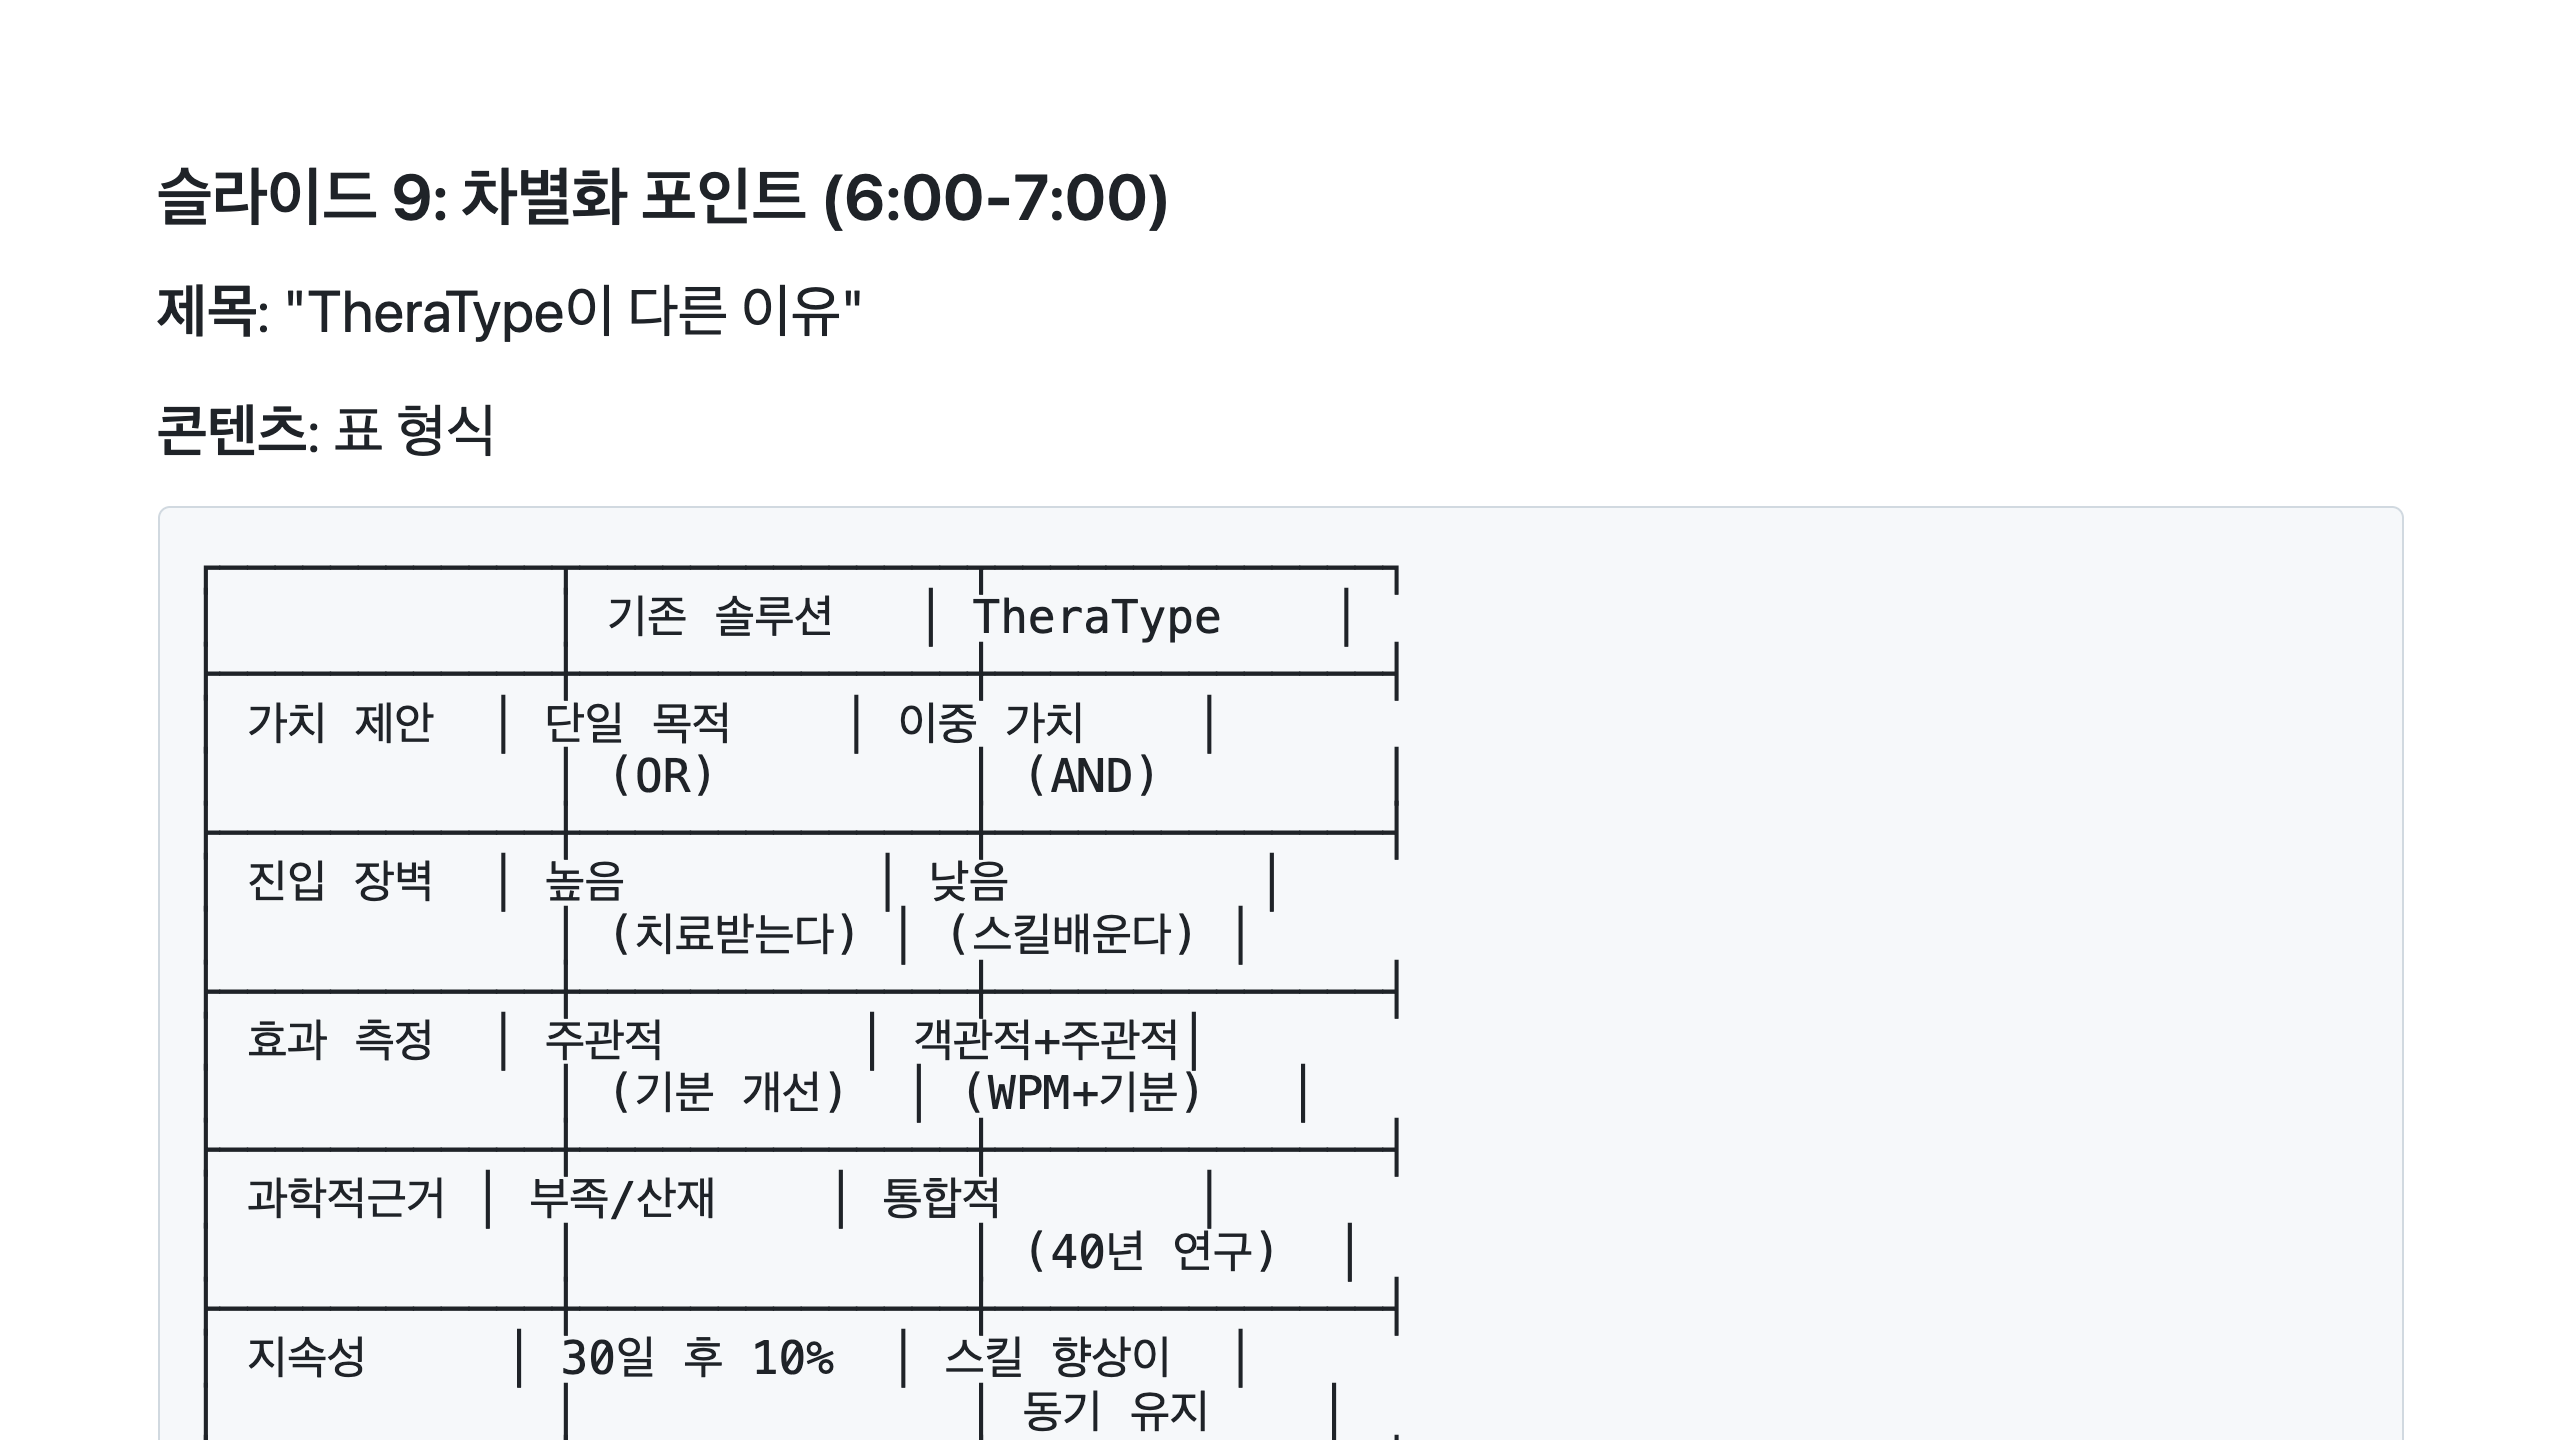 슬라이드 9: 차별화 포인트 (6:00-7:00)
제목: "TheraType이 다른 이유"
콘텐츠: 표 형식
기존 솔루션 │ TheraType │
가치 제안 │ 단일 목적 │ 이중 가치 │
│ (OR) │ (AND) │
진입 장벽 │ 높음 │ 낮음 │
│ (치료받는다) │ (스킬배운다) │
효과 측정 │ 주관적 │ 객관적+주관적│
│ (기분 개선) │ (WPM+기분) │
과학적근거 │ 부족/산재 │ 통합적 │
│ │ (40년 연구) │
지속성 │ 30일 후 10% │ 스킬 향상이 │
│ │ 동기 유지 │